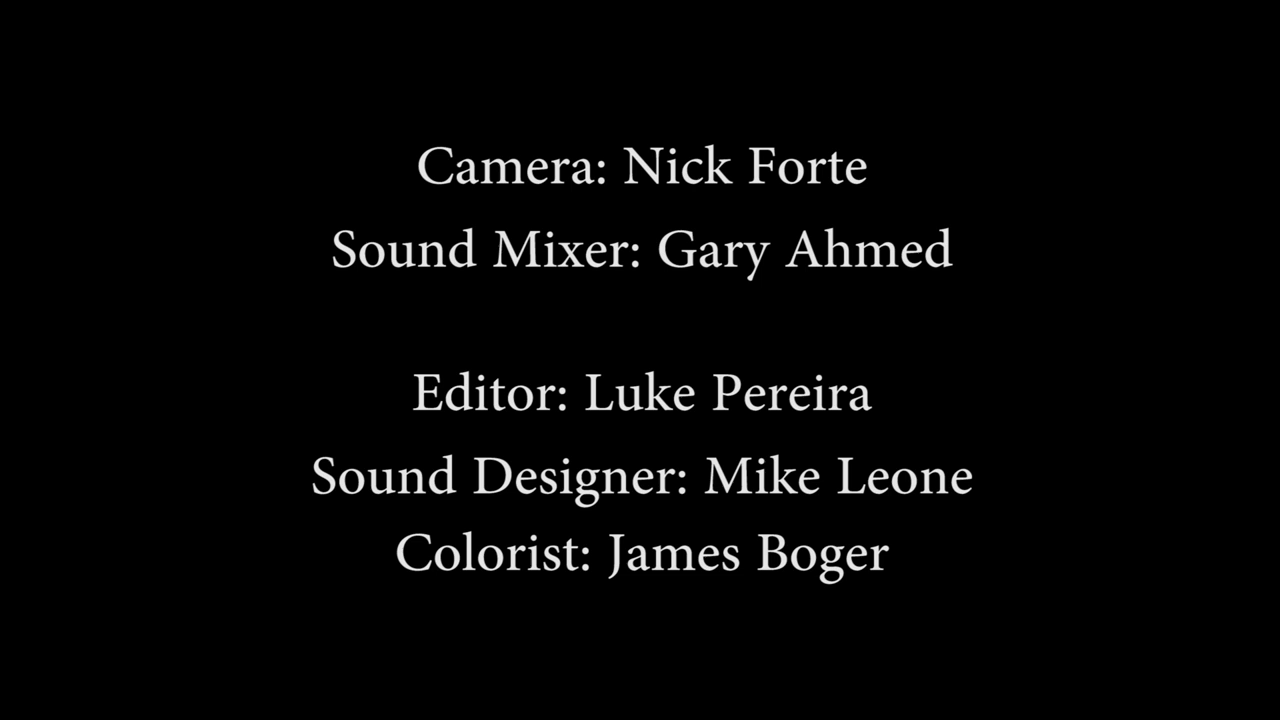 Camera: Nick Forte
Sound Mixer: Gary Ahmed
Editor: Luke Pereira
Sound Designer: Mike Leone
Colorist: James Boger